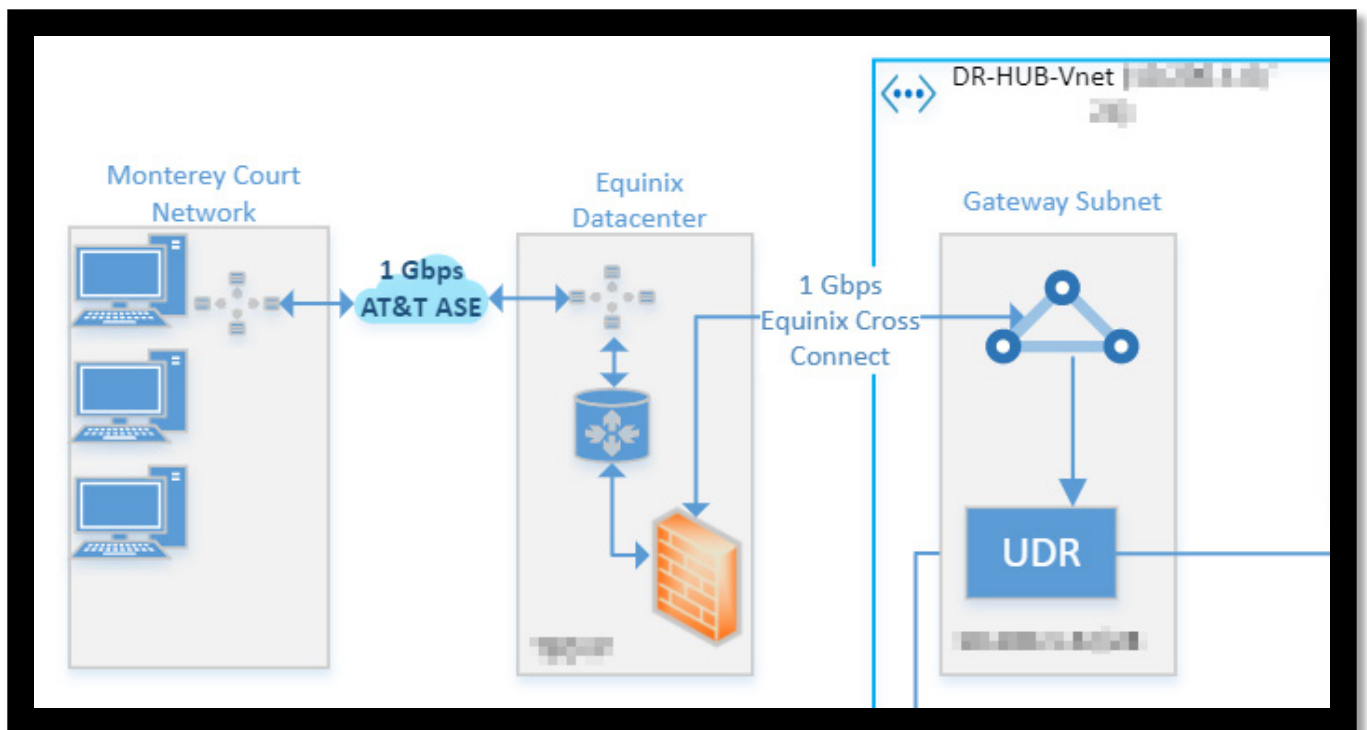 DR-HUB-Vnet
Monterey Court
Network
Equinix
Datacenter
Gateway Subnet
1 Gbps
AT&T ASE
1 Gbps
Equinix Cross
Connect
UDR